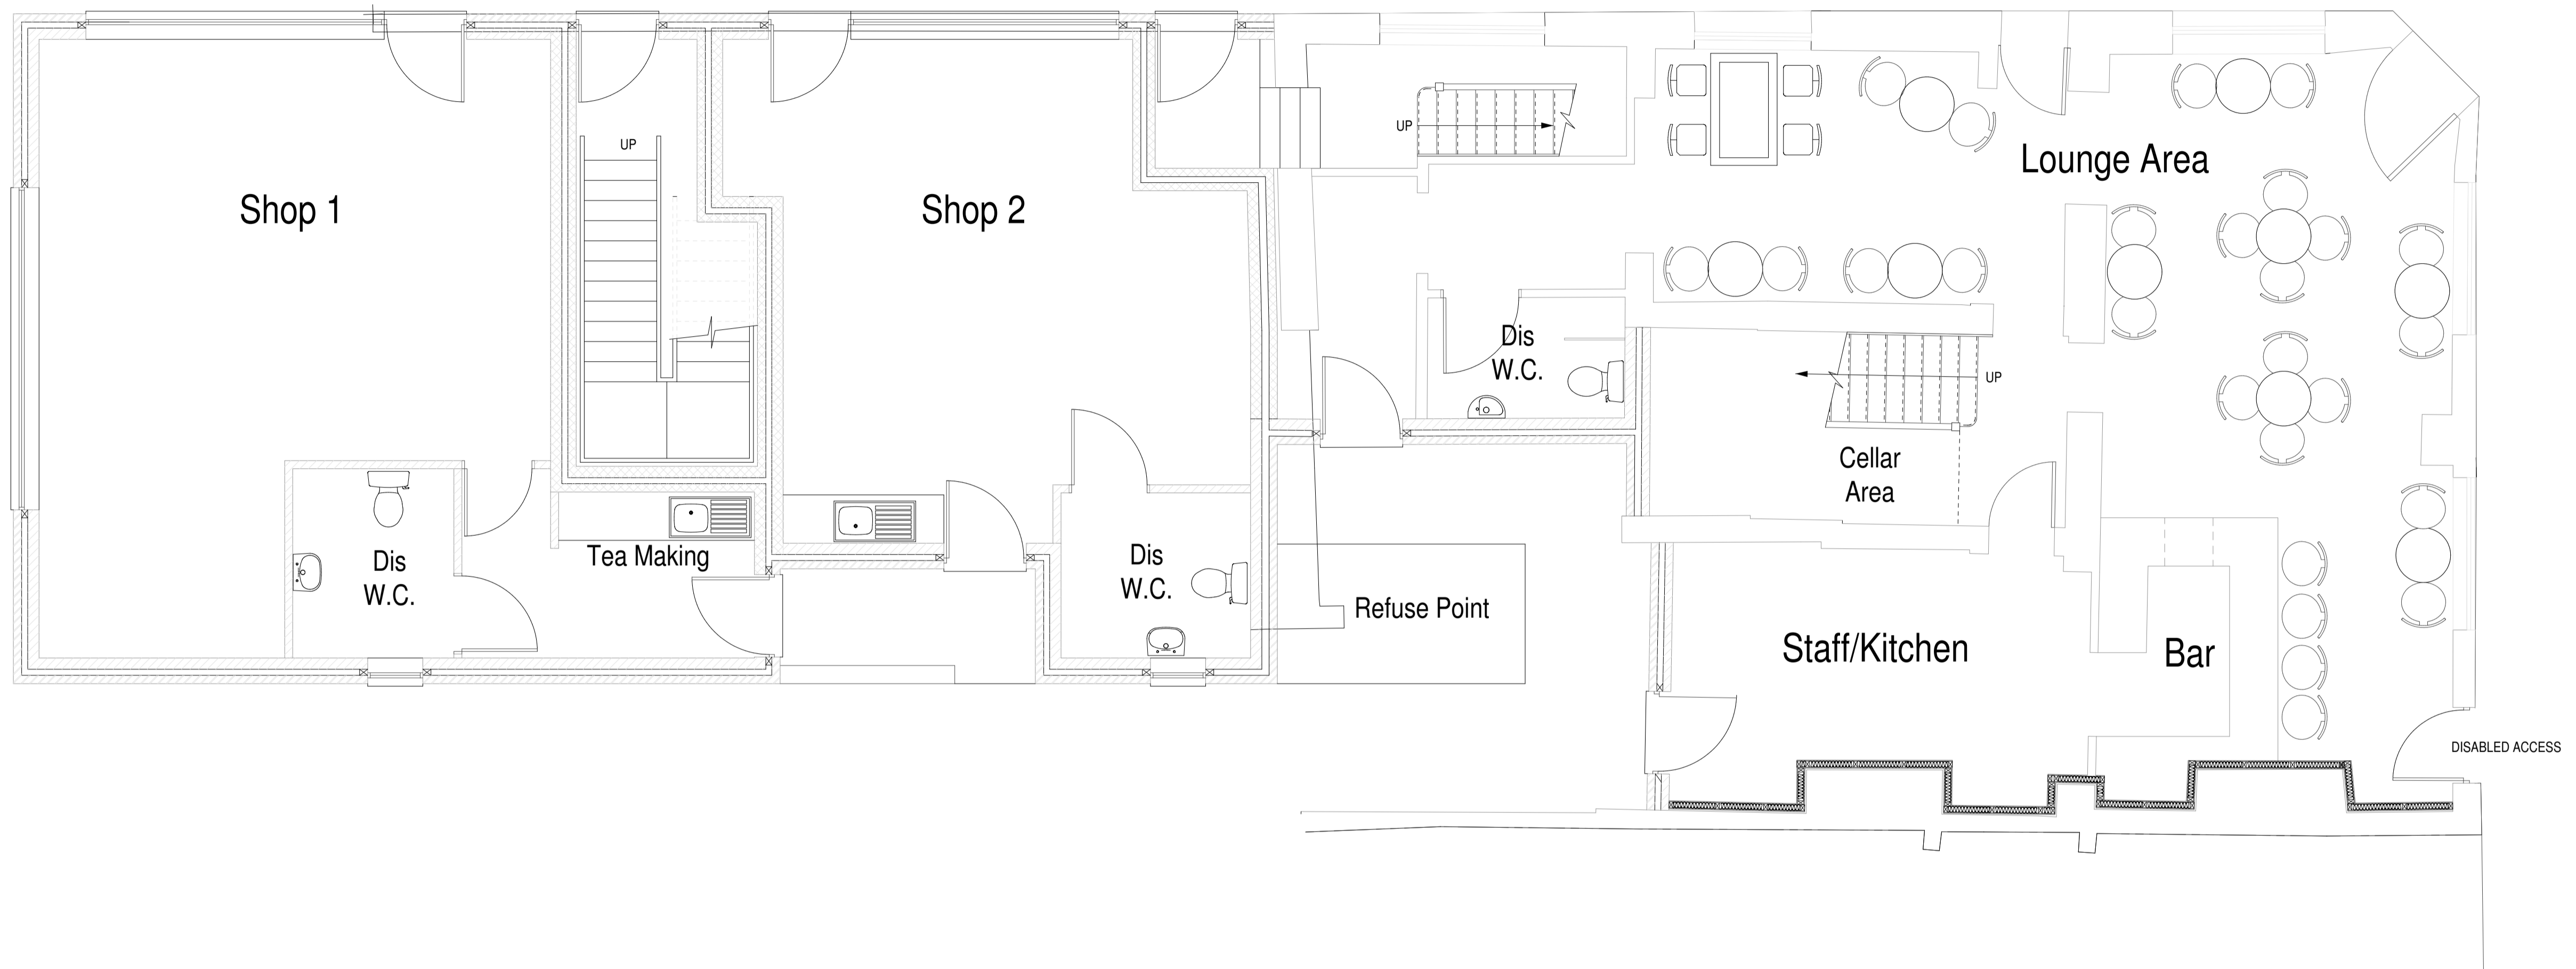 UP
UP
Lounge Area
Shop 1
Shop 2
Dis
W.C.
UP
Cellar
Area
Dis
W.C.
Tea Making
Dis
W.C.
Refuse Point
Staff/Kitchen
Bar
DISABLED ACCESS